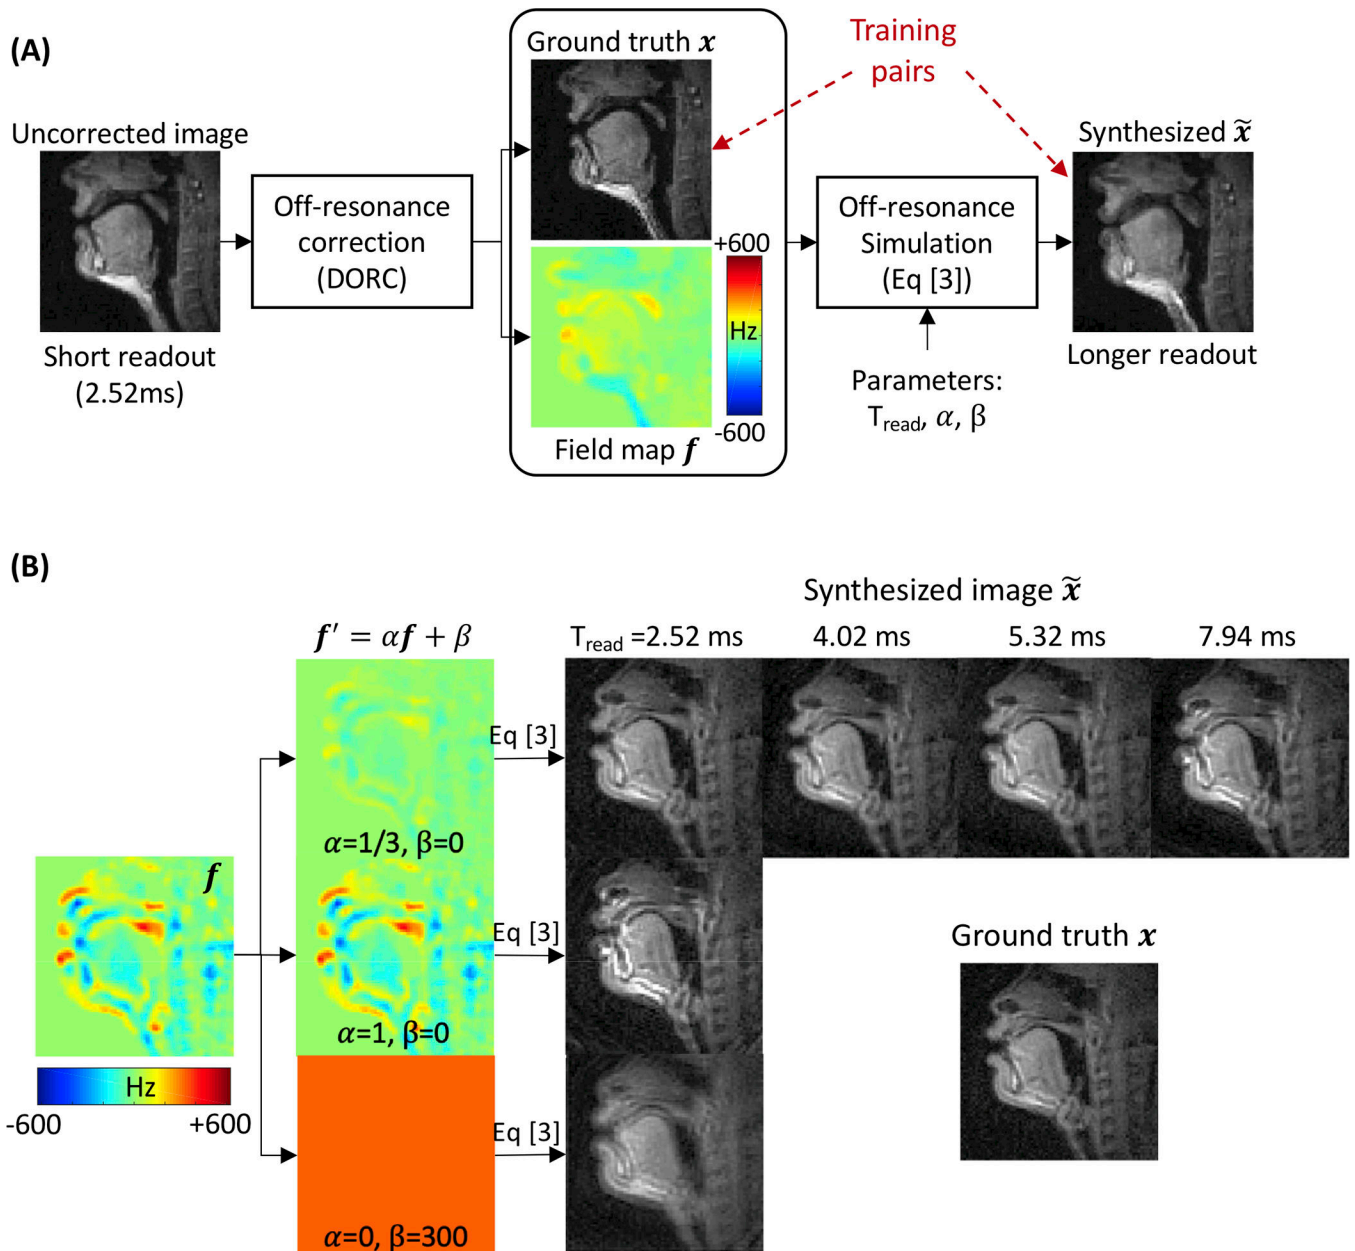 (A)
Uncorrected image
Short readout
(2.52ms)
Off-resonance
correction
(DORC)
Ground truth x
+600
Hz
-600
Field map f
Training
pairs
Off-resonance
Simulation
(Eq [3])
Parameters:
Tread, α, β
Synthesized x̃
Longer readout
(B)
Synthesized image x̃
f′ = αf + β
Tread =2.52 ms
4.02 ms
5.32 ms
7.94 ms
Eq [3]
α=1/3, β=0
f
Eq [3]
α=1, β=0
Ground truth x
Hz
-600
+600
Eq [3]
α=0, β=300